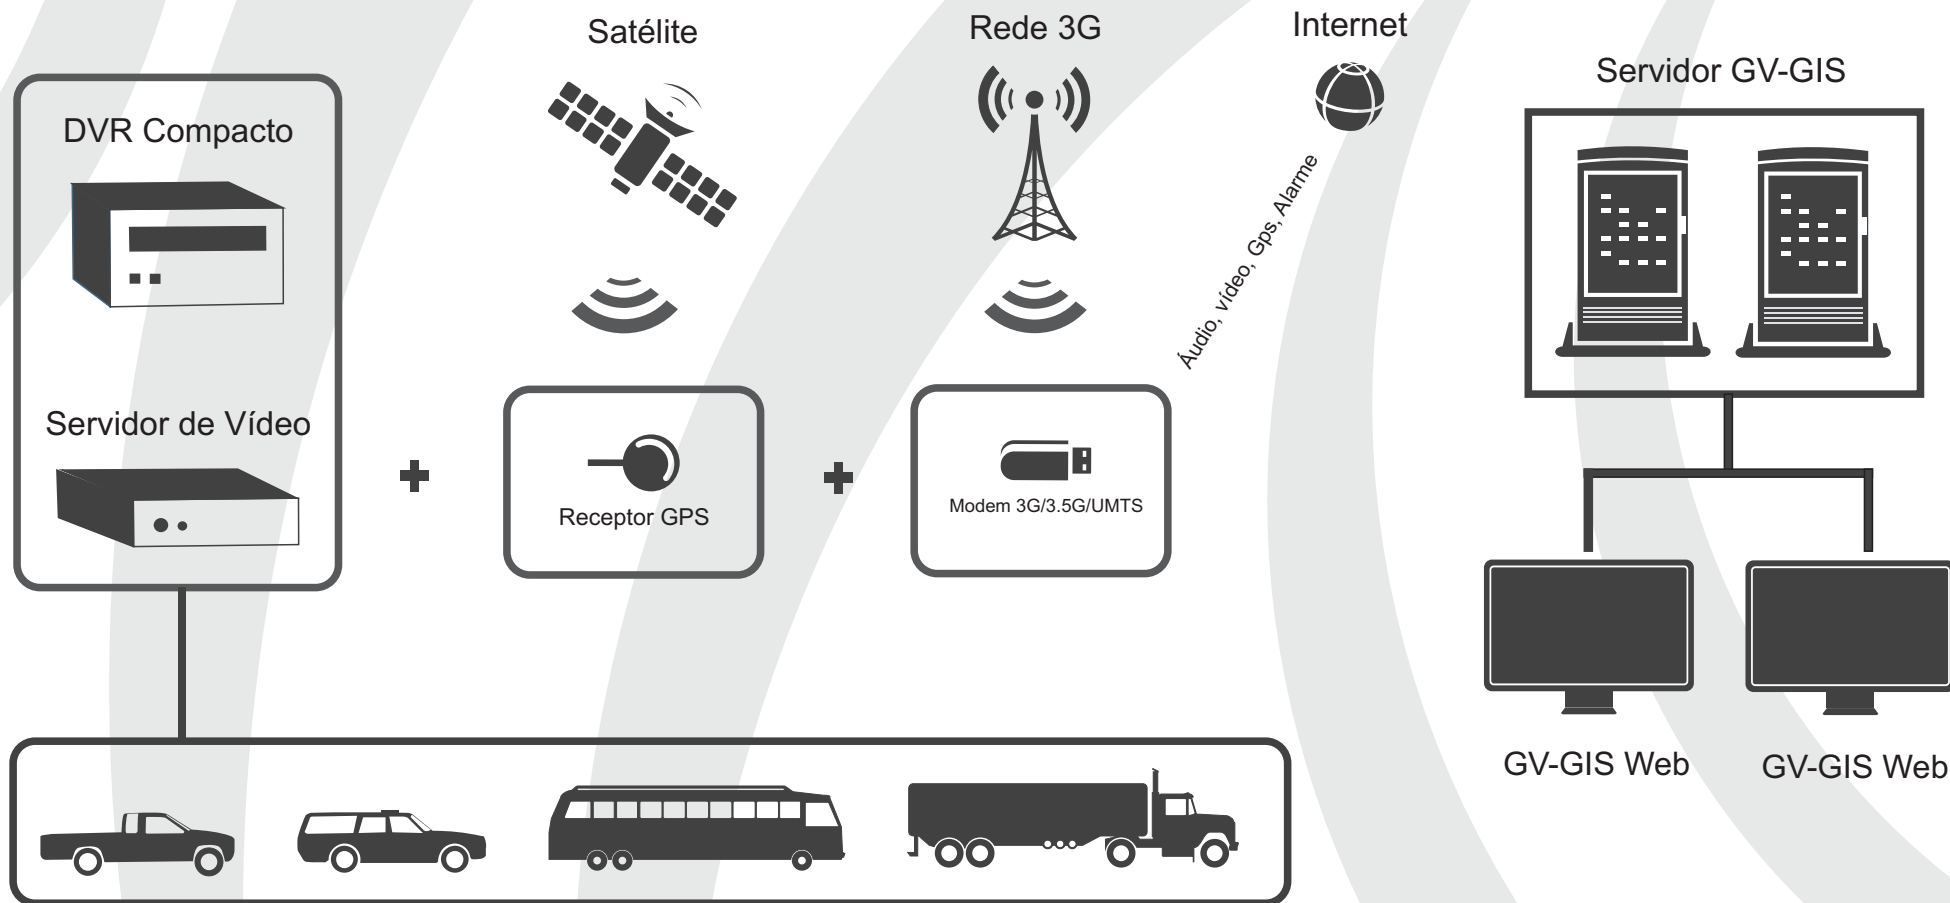 Satélite
Rede 3G
Internet
Servidor GV-GIS
DVR Compacto
Áudio, vídeo, Gps, Alarme
Servidor de Vídeo
Receptor GPS
Modem 3G/3.5G/UMTS
GV-GIS Web
GV-GIS Web